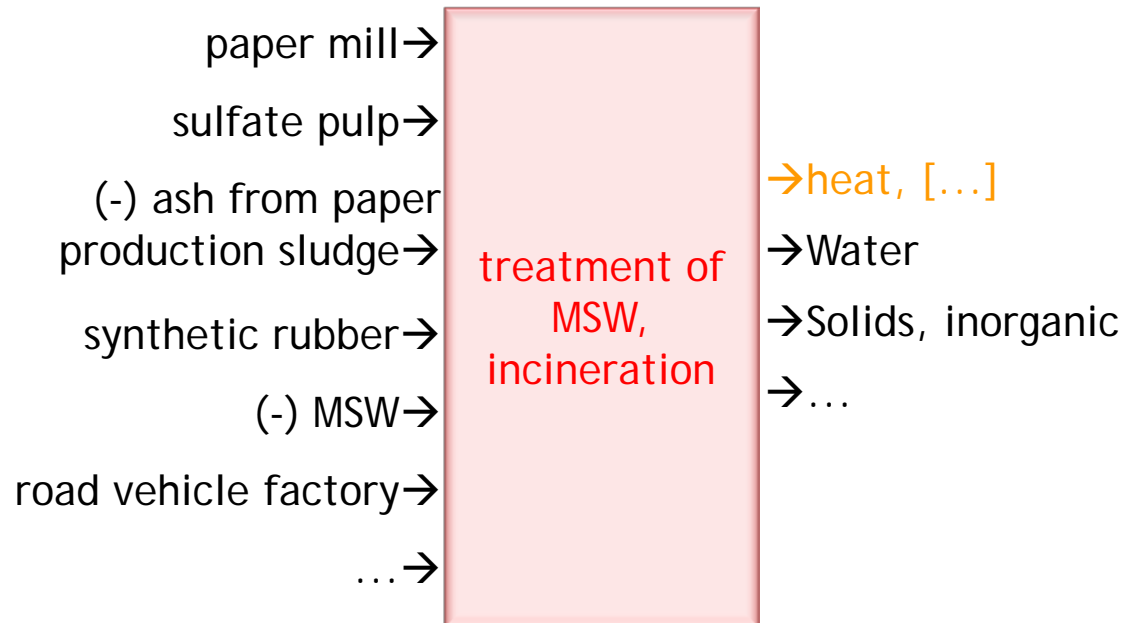 paper mill→
sulfate pulp→
(-) ash from paper
production sludge→
synthetic rubber→
(-) MSW→
road vehicle factory→
...→
treatment of
MSW,
incineration
→heat, [...]
→Water
→Solids, inorganic
→...